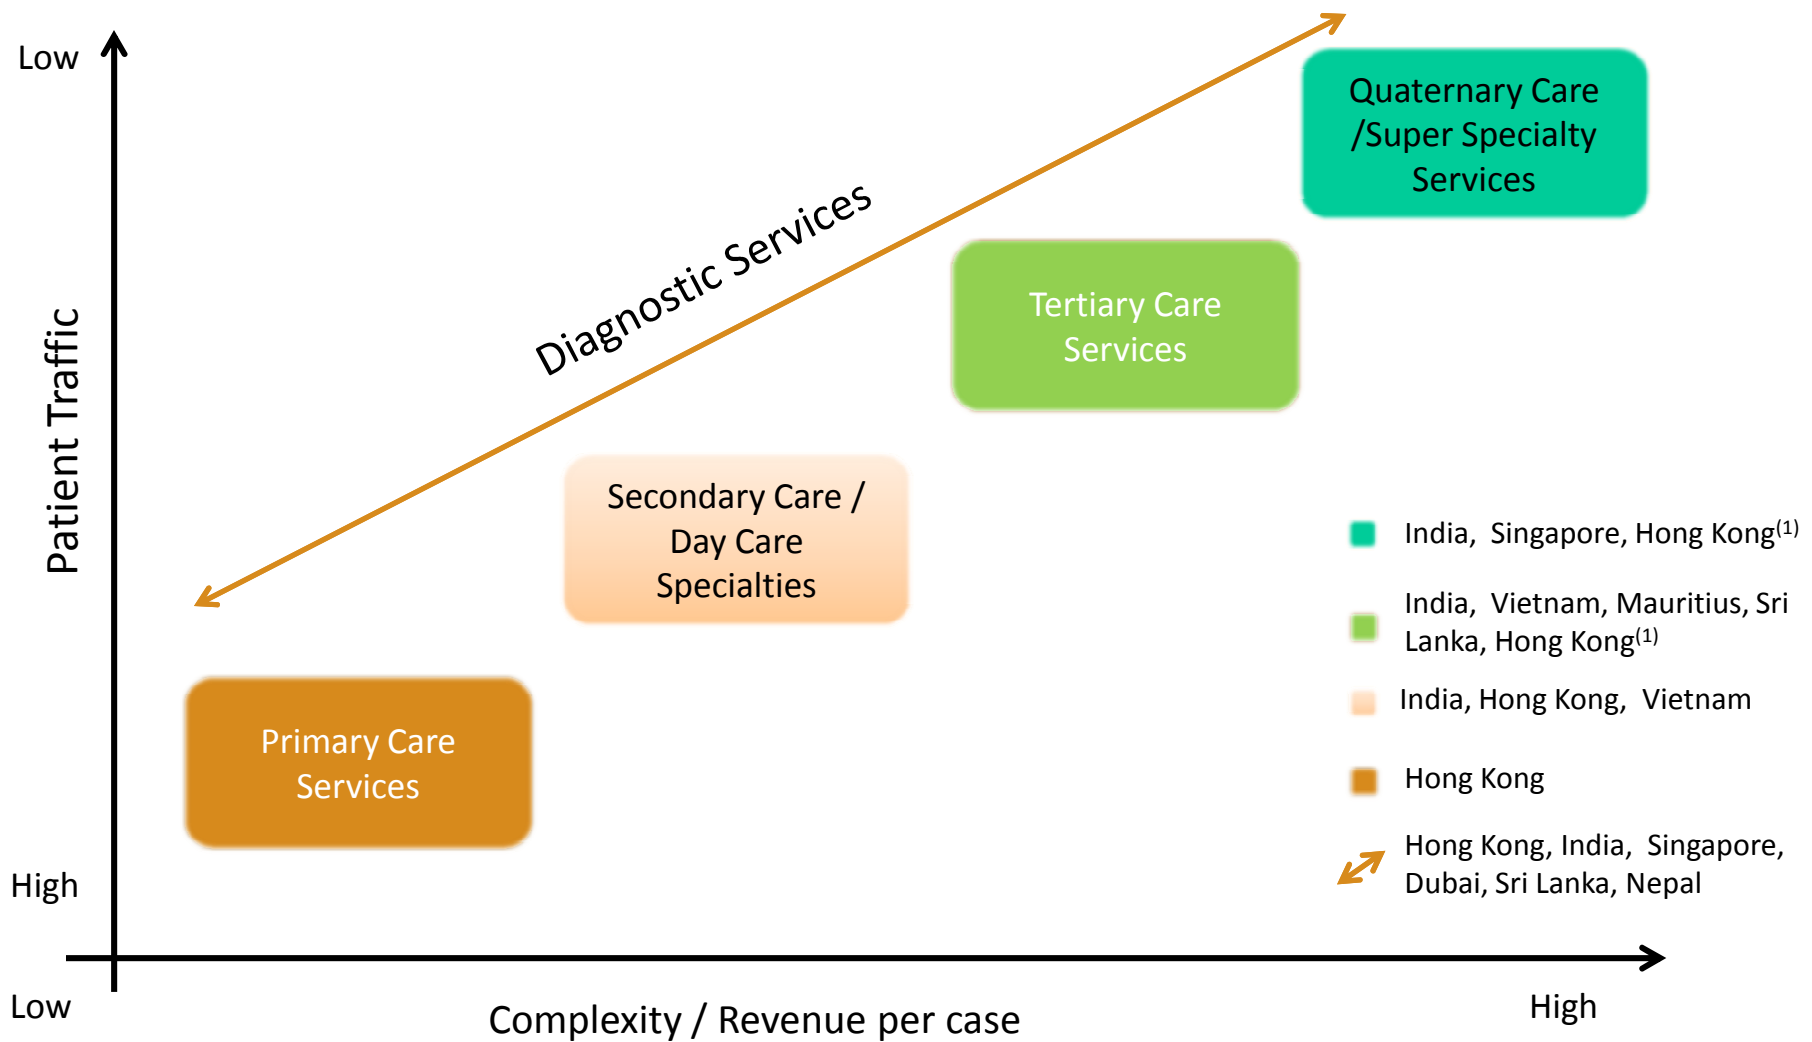 Low
Quaternary Care
/Super Specialty
Services
Diagnostic Services
Tertiary Care
Services
Patient Traffic
Secondary Care /
Day Care
Specialties
India, Singapore, Hong Kong(1)
India, Vietnam, Mauritius, Sri
Lanka, Hong Kong(1)
India, Hong Kong, Vietnam
Primary Care
Services
Hong Kong
Hong Kong, India, Singapore,
Dubai, Sri Lanka, Nepal
High
Low
Complexity / Revenue per case
High